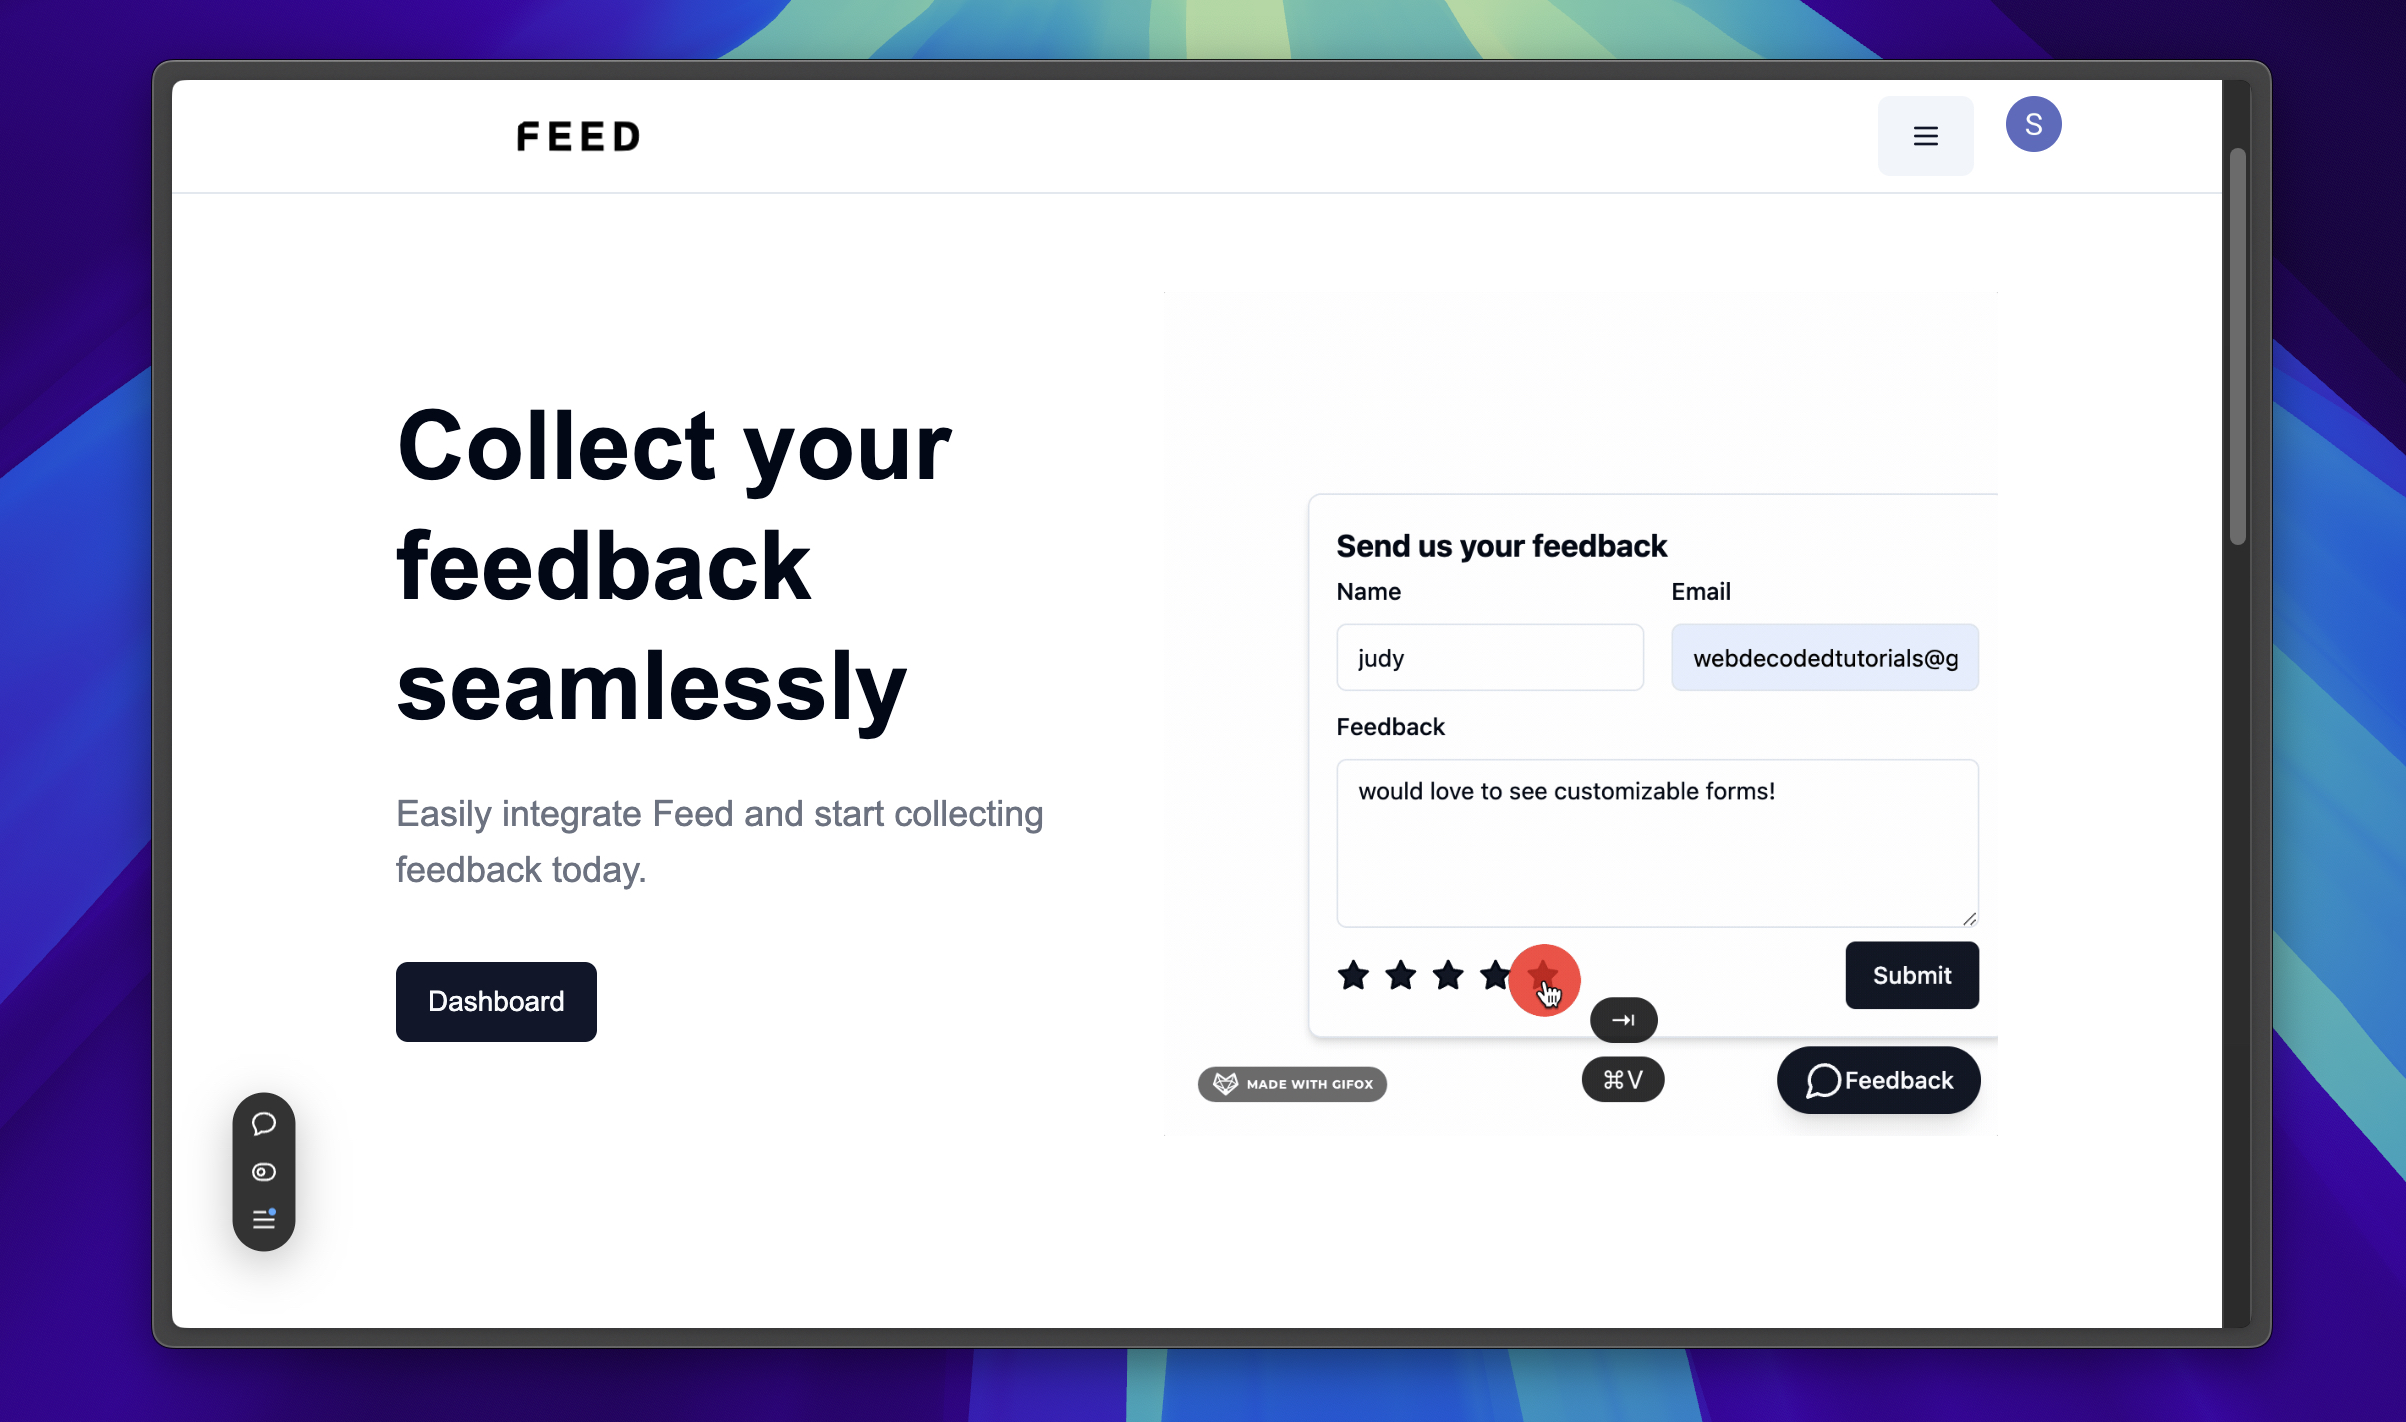 FEED
S
Collect your
feedback
seamlessly
Easily integrate Feed and start collecting
feedback today.
Dashboard
Send us your feedback
Name
Email
judy
webdecodedtutorials@g
Feedback
would love to see customizable forms!
Submit
MADE WITH GIFOX
⌘V
Feedback